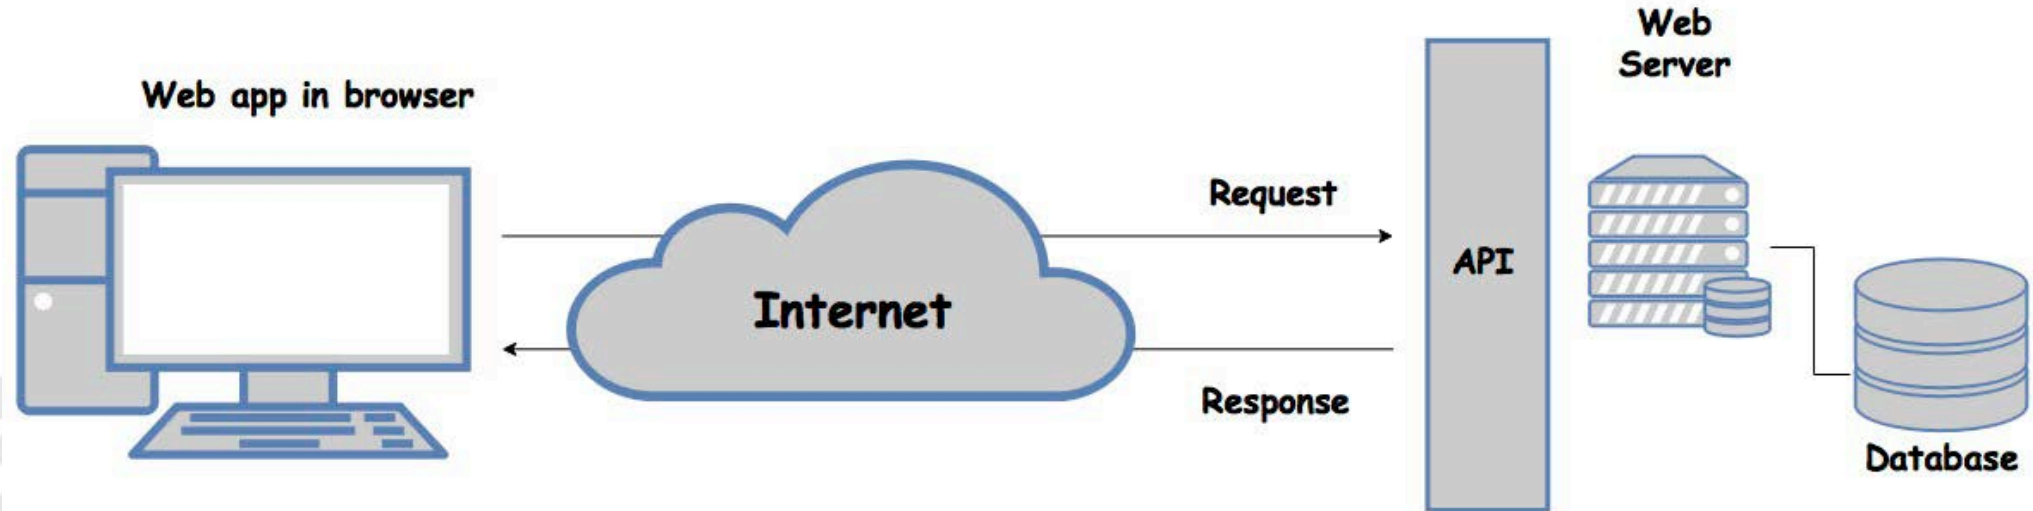 Web app in browser
Internet
Request
Response
API
Web
Server
Database